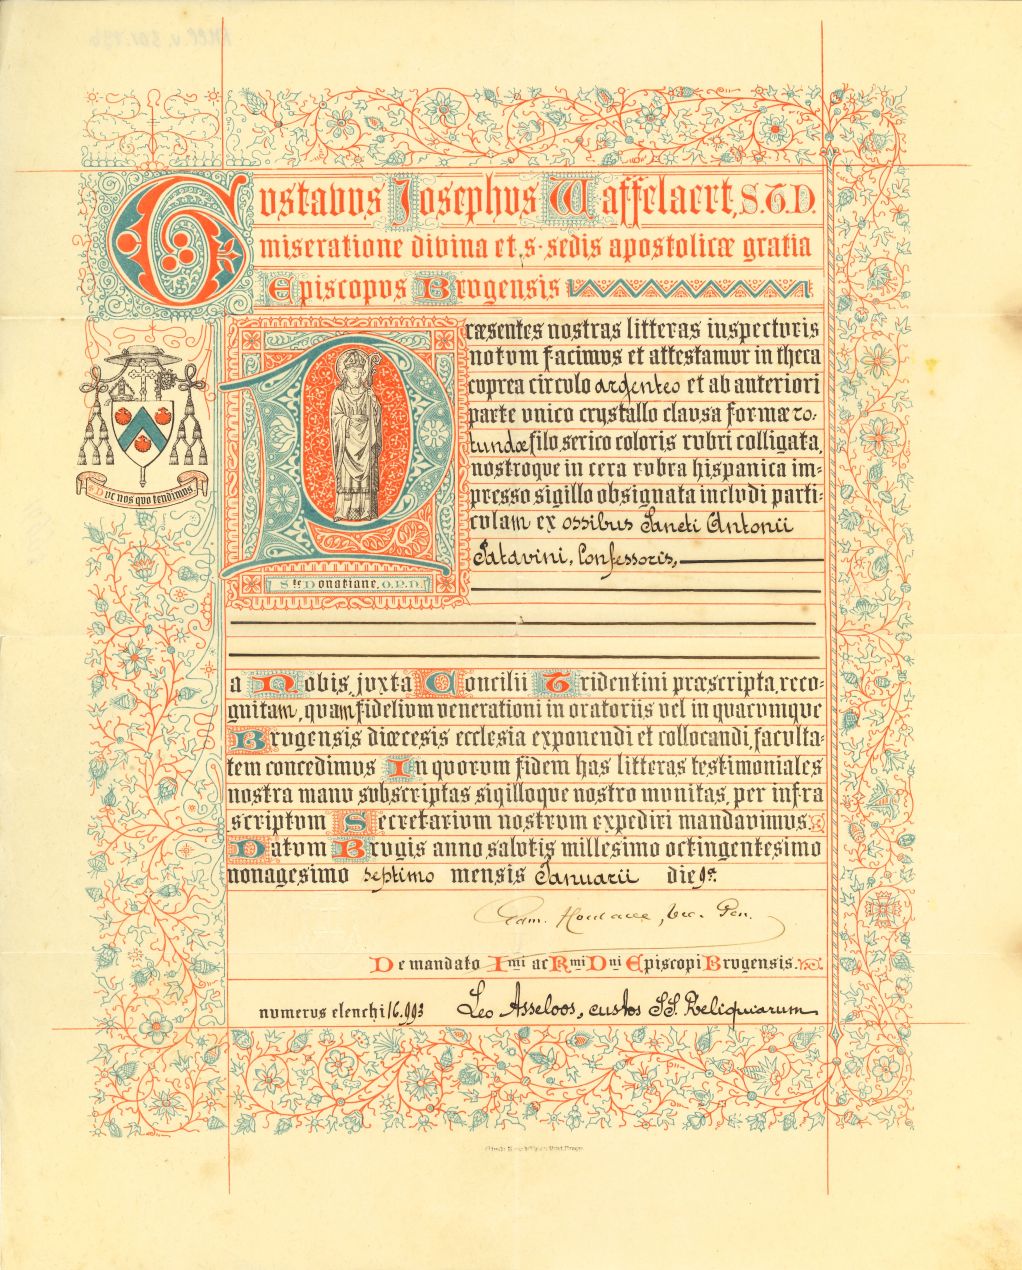 Gustavus Josephus Waffelaert, S.T.D.
miseratione divina et s. sedis apostolicæ gratia
Episcopus Brugensis
Præsentes nostras litteras inspecturis
notum facimus et attestamur in theca
cuprea circulo argenteo et ab anteriori
parte unico crystallo clausa formæ ro-
tundæ filo serico coloris rubri colligata,
nostroque in cera rubra hispanica im-
presso sigillo obsignata includi parti-
culam ex ossibus Sancti Antonii
Patavini, Confessoris,
Duc nos quo tendimus
Ste Donatiane, O.P.N.
a Nobis, juxta Concilii Tridentini præscripta, reco-
gnitam, quam fidelium venerationi in oratoriis vel in quacumque
Brugensis diœcesis ecclesia exponendi et collocandi, faculta-
tem concedimus In quorum fidem has litteras testimoniales
nostra manu subscriptas sigilloque nostro munitas, per infra
scriptum Secretarium nostrum expediri mandavimus.
Datum Brugis anno salutis millesimo octingentesimo
nonagesimo septimo mensis Januarii die 9a.
De mandato Imi ac Rmi Dni Episcopi Brugensis.
numerus elenchi 16.993 Leo Asseloos, custos SS. Reliquiarum